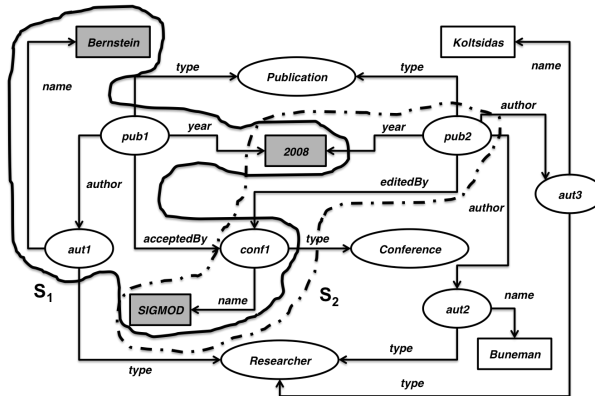 Bernstein
Koltsidas
type
type
name
Publication
name
author
pub1
year
2008
year
pub2
editedBy
author
author
aut3
aut1
acceptedBy
conf1
type
Conference
S1
SIGMOD
name
S2
aut2
name
Buneman
Researcher
type
type
type